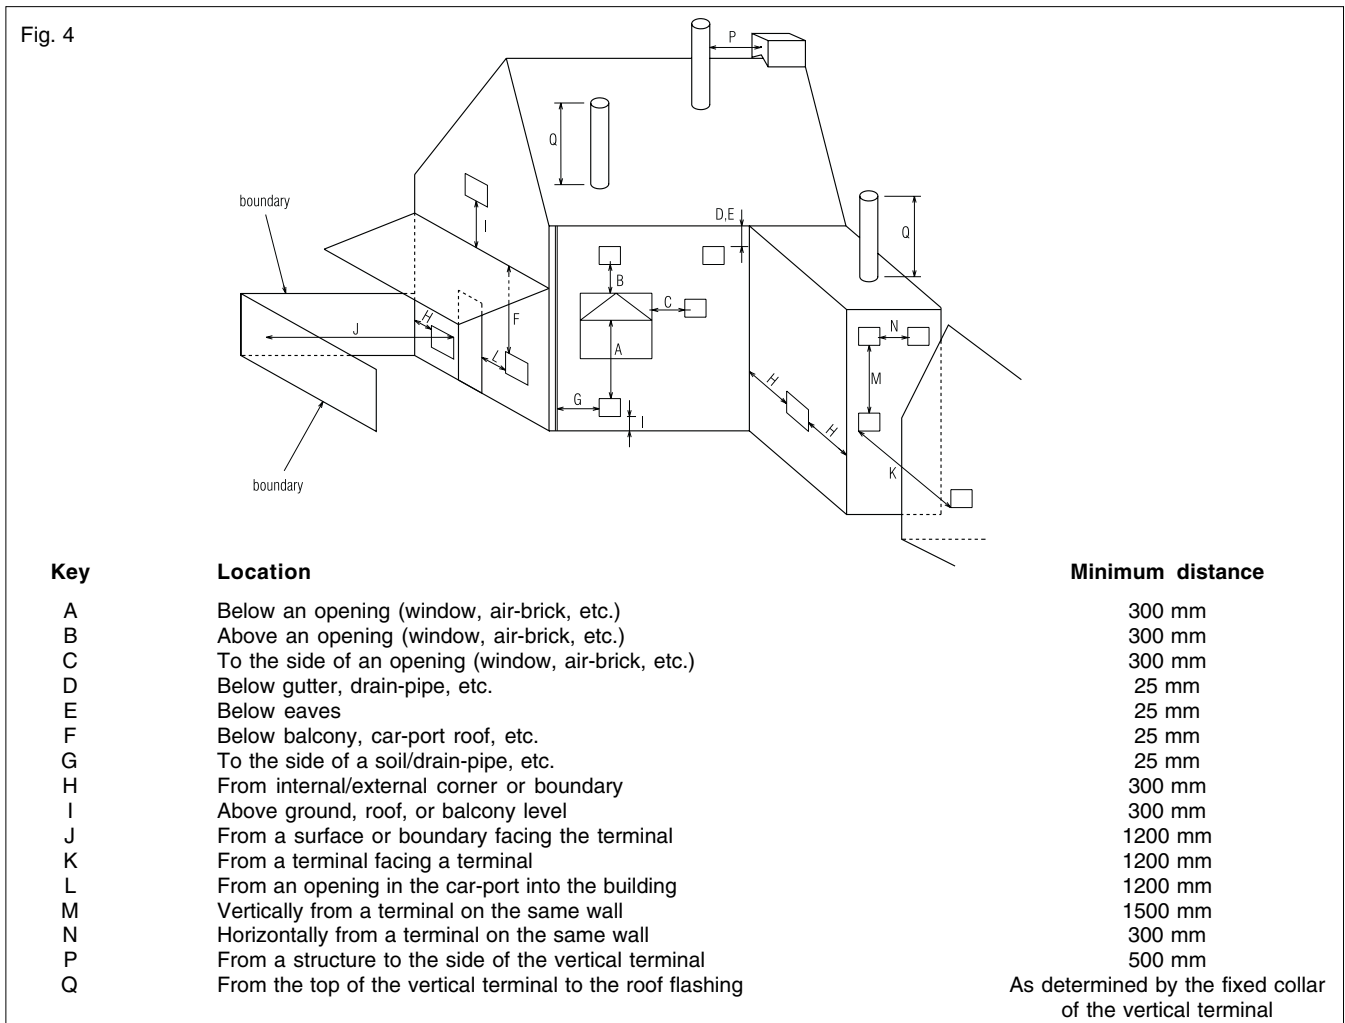 Fig. 4
P
Q
boundary
I
D,E
Q
B
C
H
J
F
N
L
A
M
H
G
I
H
K
boundary
Key Location Minimum distance
A Below an opening (window, air-brick, etc.) 300 mm
B Above an opening (window, air-brick, etc.) 300 mm
C To the side of an opening (window, air-brick, etc.) 300 mm
D Below gutter, drain-pipe, etc. 25 mm
E Below eaves 25 mm
F Below balcony, car-port roof, etc. 25 mm
G To the side of a soil/drain-pipe, etc. 25 mm
H From internal/external corner or boundary 300 mm
I Above ground, roof, or balcony level 300 mm
J From a surface or boundary facing the terminal 1200 mm
K From a terminal facing a terminal 1200 mm
L From an opening in the car-port into the building 1200 mm
M Vertically from a terminal on the same wall 1500 mm
N Horizontally from a terminal on the same wall 300 mm
P From a structure to the side of the vertical terminal 500 mm
Q From the top of the vertical terminal to the roof flashing As determined by the fixed collar
of the vertical terminal